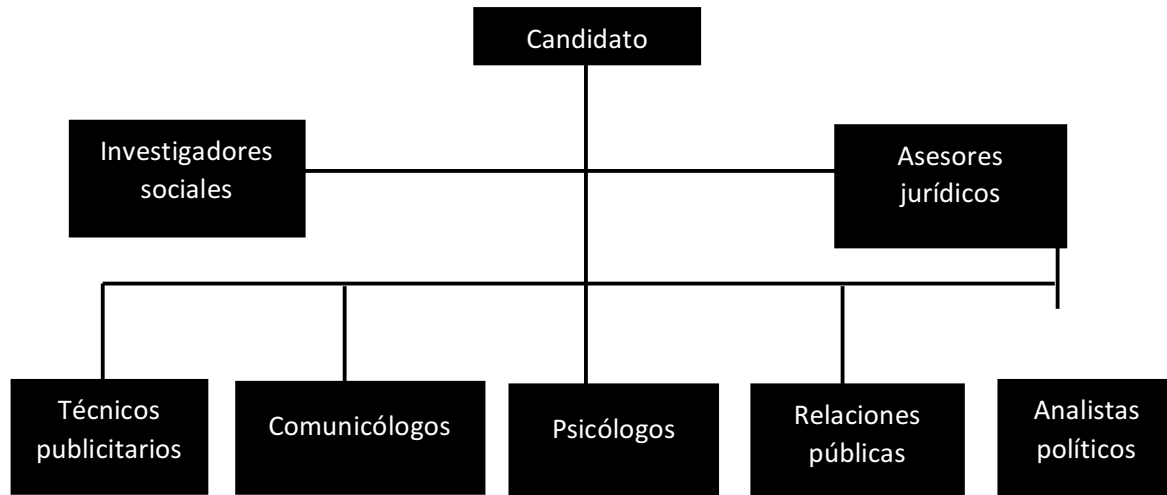 Candidato
Investigadores
sociales
Asesores
jurídicos
Técnicos
publicitarios
Comunicólogos
Psicólogos
Relaciones
públicas
Analistas
políticos